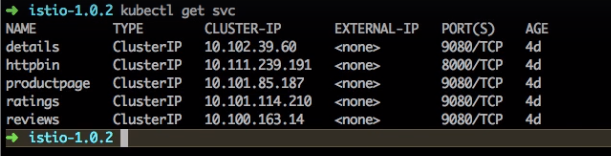 ➜ istio-1.0.2 kubectl get svc
NAME TYPE CLUSTER-IP EXTERNAL-IP PORT(S) AGE
details ClusterIP 10.102.39.60 <none> 9080/TCP 4d
httpbin ClusterIP 10.111.239.191 <none> 8000/TCP 4d
productpage ClusterIP 10.101.85.187 <none> 9080/TCP 4d
ratings ClusterIP 10.101.114.210 <none> 9080/TCP 4d
reviews ClusterIP 10.100.163.14 <none> 9080/TCP 4d
➜ istio-1.0.2